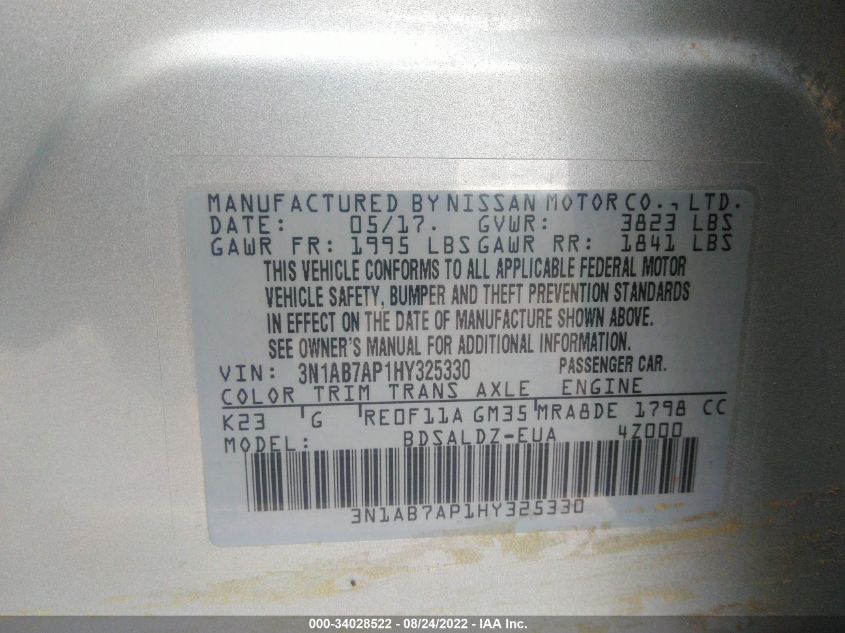 MANUFACTURED BY NISSAN MOTOR CO., LTD.
DATE: 05/17. GVWR: 3823 LBS
GAWR FR: 1995 LBS GAWR RR: 1841 LBS
THIS VEHICLE CONFORMS TO ALL APPLICABLE FEDERAL MOTOR
VEHICLE SAFETY, BUMPER AND THEFT PREVENTION STANDARDS
IN EFFECT ON THE DATE OF MANUFACTURE SHOWN ABOVE.
SEE OWNER'S MANUAL FOR ADDITIONAL INFORMATION.
VIN: 3N1AB7AP1HY325330 PASSENGER CAR.
COLOR TRIM TRANS AXLE ENGINE
K23 G RE0F11A GM35 MRA8DE 1798 CC
MODEL: BDSALDZ-EUA 4Z000
3N1AB7AP1HY325330
000-34028522 - 08/24/2022 - IAA Inc.